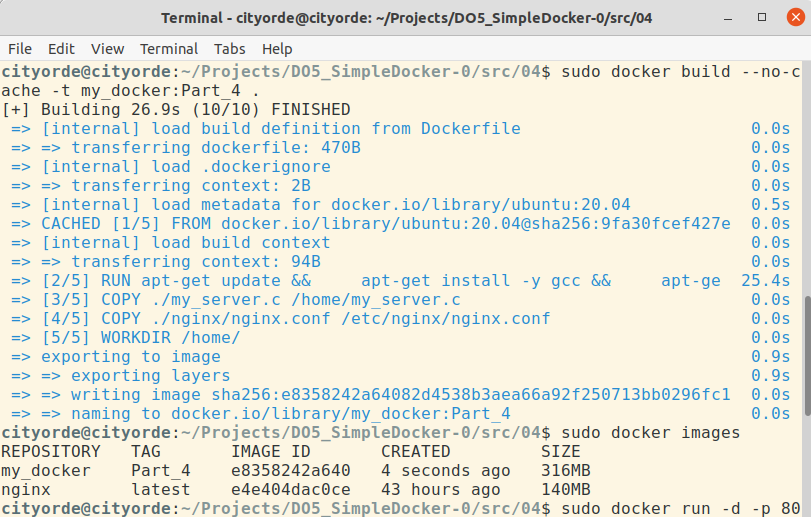 Terminal - cityorde@cityorde: ~/Projects/DO5_SimpleDocker-0/src/04
File Edit View Terminal Tabs Help
cityorde@cityorde:~/Projects/DO5_SimpleDocker-0/src/04$ sudo docker build --no-c
ache -t my_docker:Part_4 .
[+] Building 26.9s (10/10) FINISHED
=> [internal] load build definition from Dockerfile 0.0s
=> => transferring dockerfile: 470B 0.0s
=> [internal] load .dockerignore 0.0s
=> => transferring context: 2B 0.0s
=> [internal] load metadata for docker.io/library/ubuntu:20.04 0.5s
=> CACHED [1/5] FROM docker.io/library/ubuntu:20.04@sha256:9fa30fcef427e 0.0s
=> [internal] load build context 0.0s
=> => transferring context: 94B 0.0s
=> [2/5] RUN apt-get update && apt-get install -y gcc && apt-ge 25.4s
=> [3/5] COPY ./my_server.c /home/my_server.c 0.0s
=> [4/5] COPY ./nginx/nginx.conf /etc/nginx/nginx.conf 0.0s
=> [5/5] WORKDIR /home/ 0.0s
=> exporting to image 0.9s
=> => exporting layers 0.9s
=> => writing image sha256:e8358242a64082d4538b3aea66a92f250713bb0296fc1 0.0s
=> => naming to docker.io/library/my_docker:Part_4 0.0s
cityorde@cityorde:~/Projects/DO5_SimpleDocker-0/src/04$ sudo docker images
REPOSITORY TAG IMAGE ID CREATED SIZE
my_docker Part_4 e8358242a640 4 seconds ago 316MB
nginx latest e4e404dac0ce 43 hours ago 140MB
cityorde@cityorde:~/Projects/DO5_SimpleDocker-0/src/04$ sudo docker run -d -p 80